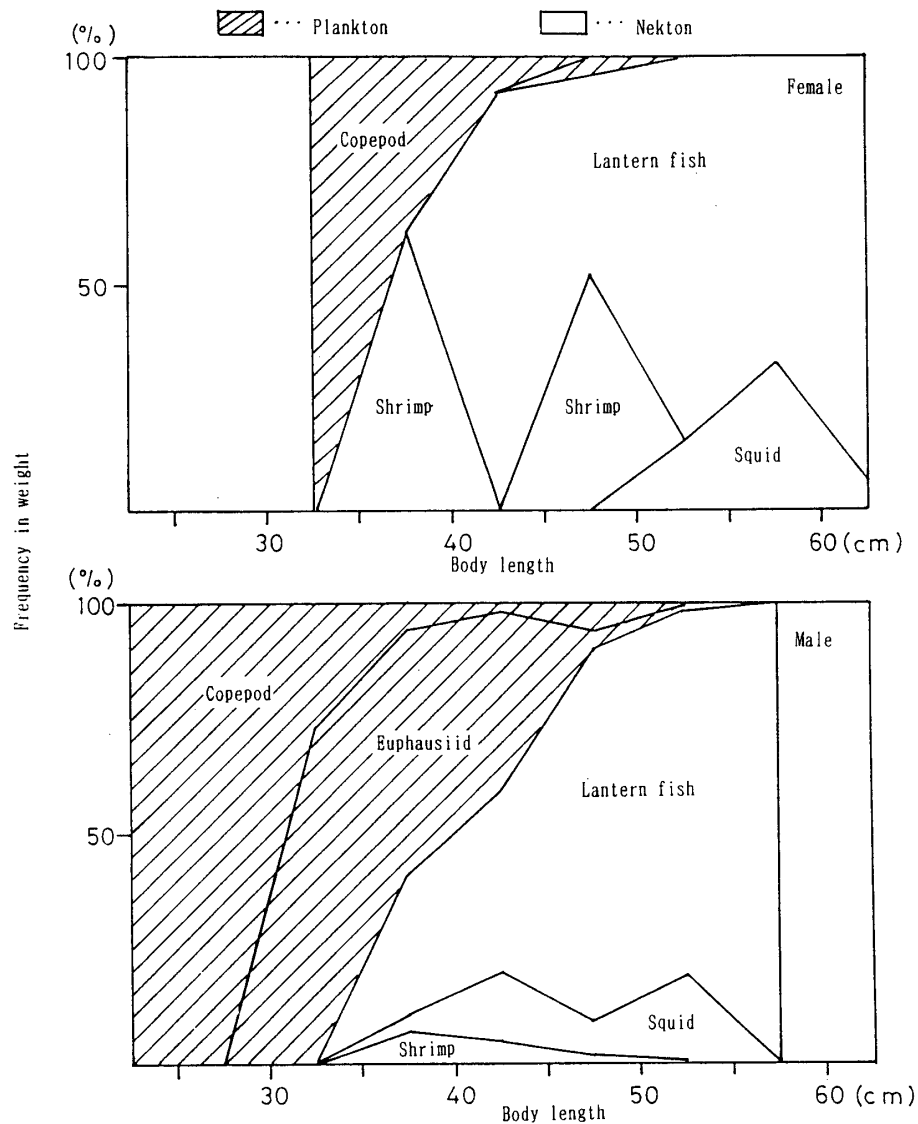 ··· Plankton ··· Nekton
(%)
100
Female
Copepod
Lantern fish
50
Shrimp Shrimp
Squid
30 40 50 60 (cm)
Body length
Frequency in weight
(%)
100
Male
Copepod
Euphausiid
Lantern fish
50
Squid
Shrimp
30 40 50 60 (cm)
Body length